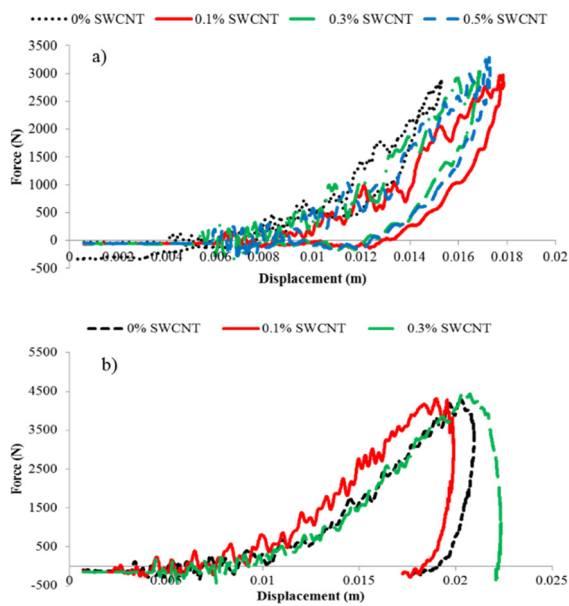 0% SWCNT 0.1% SWCNT 0.3% SWCNT 0.5% SWCNT
a)
3500
3000
2500
2000
1500
1000
500
0
-500
Force (N)
0 0.002 0.004 0.006 0.008 0.01 0.012 0.014 0.016 0.018 0.02
Displacement (m)
0% SWCNT 0.1% SWCNT 0.3% SWCNT
b)
5500
4500
3500
2500
1500
500
-500
Force (N)
0 0.005 0.01 0.015 0.02 0.025
Displacement (m)